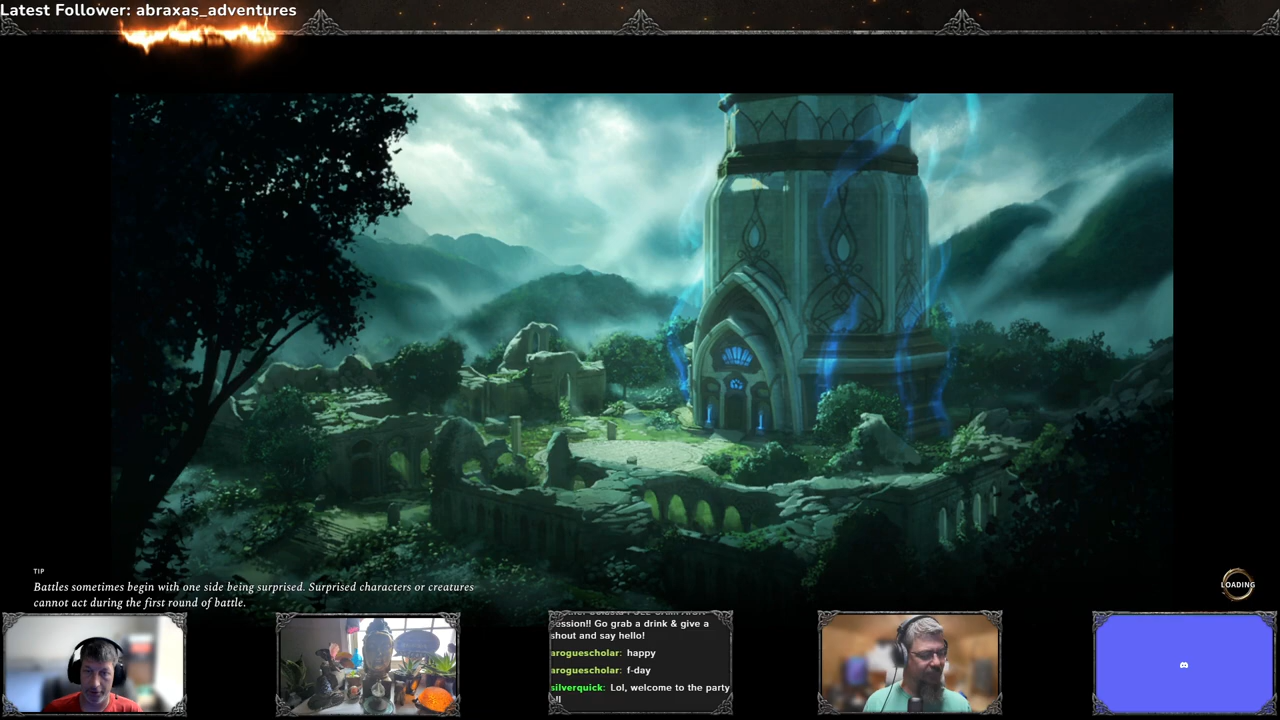 Latest Follower: abraxas_adventures
TIP
Battles sometimes begin with one side being surprised. Surprised characters or creatures
cannot act during the first round of battle.
LOADING
ession!! Go grab a drink & give a
shout and say hello!
aroguescholar: happy
aroguescholar: f-day
silverquick: Lol, welcome to the party